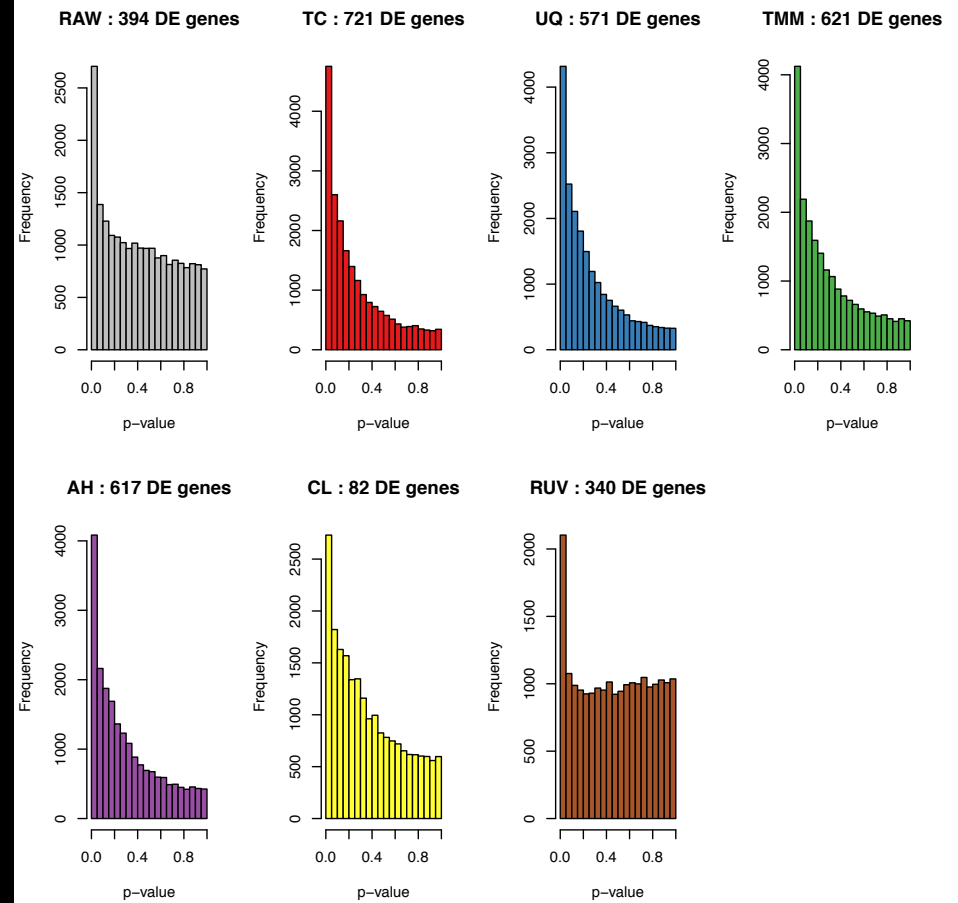 RAW : 394 DE genes
TC : 721 DE genes
UQ : 571 DE genes
TMM : 621 DE genes
Frequency
0
500
1000
1500
2000
2500
0.0 0.4 0.8
p−value
Frequency
0
1000
2000
3000
4000
0.0 0.4 0.8
p−value
Frequency
0
1000
2000
3000
4000
0.0 0.4 0.8
p−value
Frequency
0
1000
2000
3000
4000
0.0 0.4 0.8
p−value
AH : 617 DE genes
CL : 82 DE genes
RUV : 340 DE genes
Frequency
0
1000
2000
3000
4000
0.0 0.4 0.8
p−value
Frequency
0
500
1000
1500
2000
2500
0.0 0.4 0.8
p−value
Frequency
0
500
1000
1500
2000
0.0 0.4 0.8
p−value